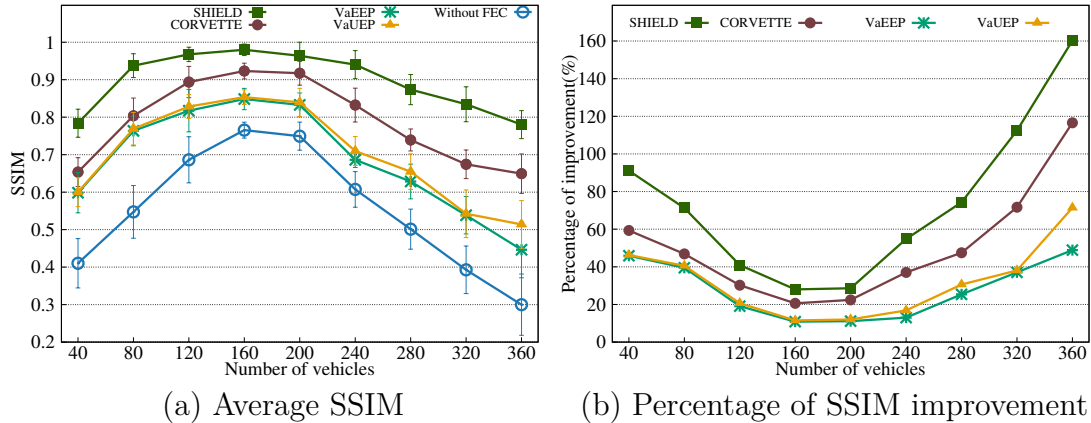 SHIELD
CORVETTE
VaEEP
VaUEP
Without FEC
SSIM
1
0.9
0.8
0.7
0.6
0.5
0.4
0.3
0.2
40 80 120 160 200 240 280 320 360
Number of vehicles
(a) Average SSIM
SHIELD CORVETTE VaEEP VaUEP
Percentage of improvement(%)
160
140
120
100
80
60
40
20
0
40 80 120 160 200 240 280 320 360
Number of vehicles
(b) Percentage of SSIM improvement